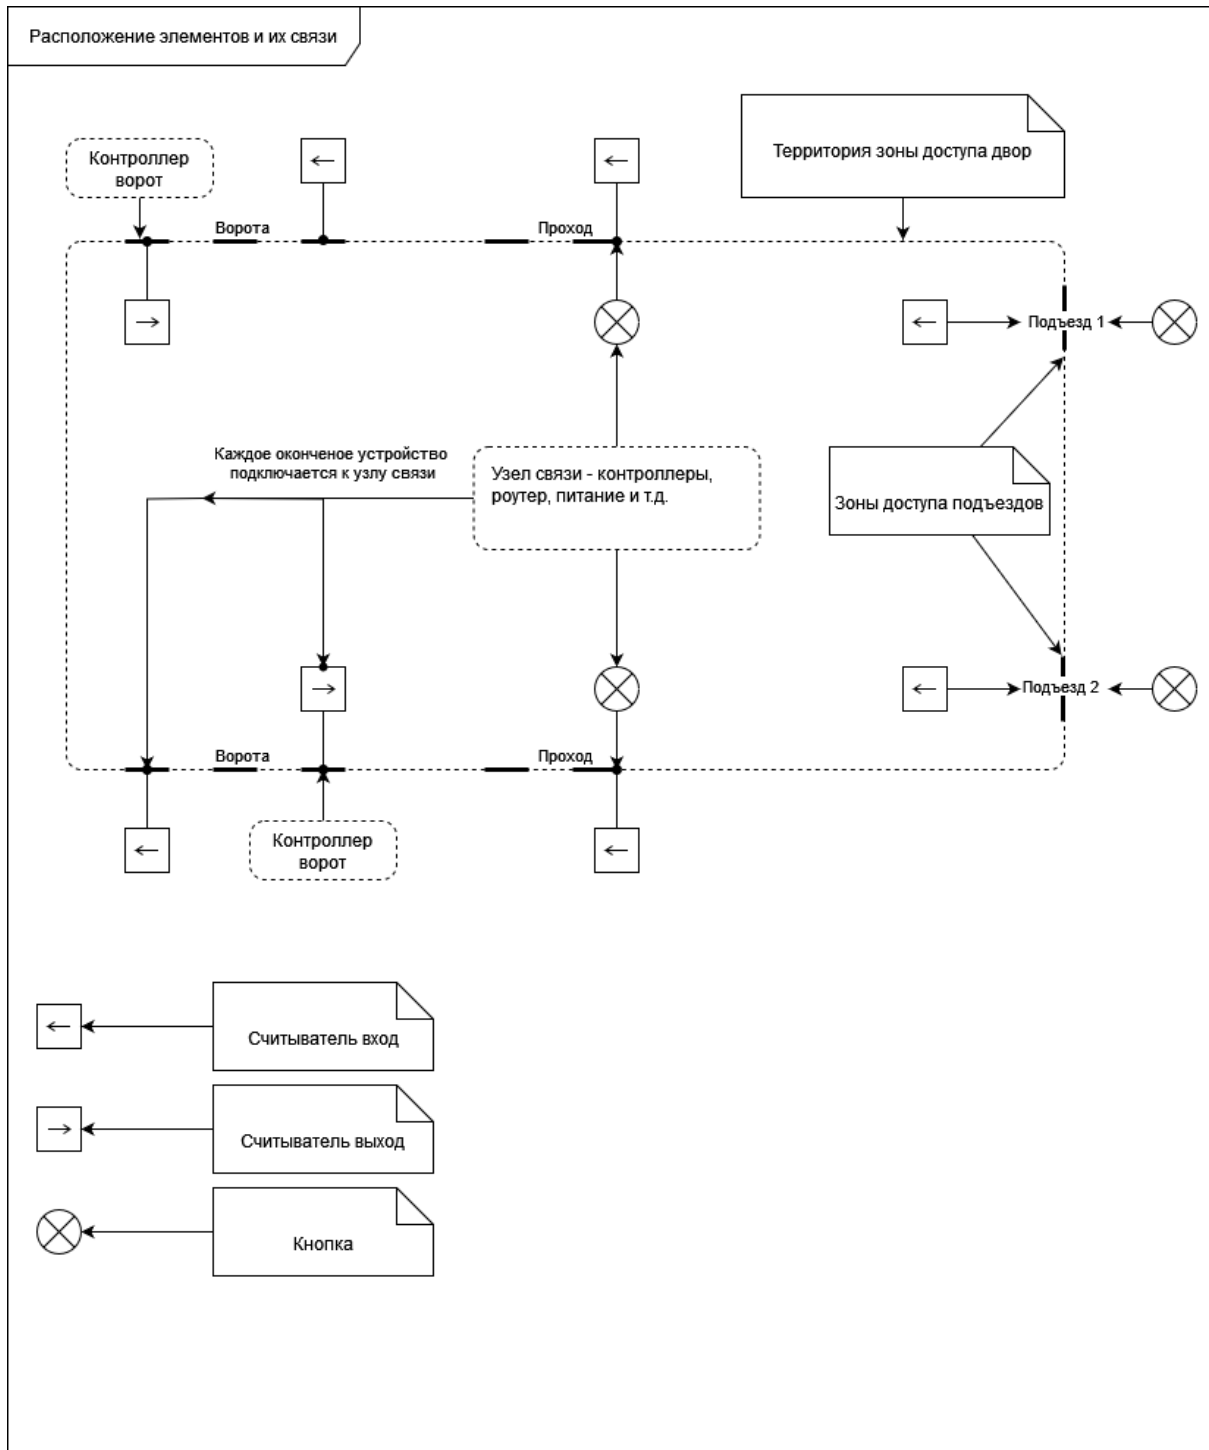 Расположение элементов и их связи
Территория зоны доступа двор
Контроллер
ворот
Ворота
Проход
Подъезд 1
Каждое оконченое устройство
подключается к узлу связи
Узел связи - контроллеры,
роутер, питание и т.д.
Зоны доступа подъездов
Подъезд 2
Ворота
Проход
Контроллер
ворот
Считыватель вход
Считыватель выход
Кнопка